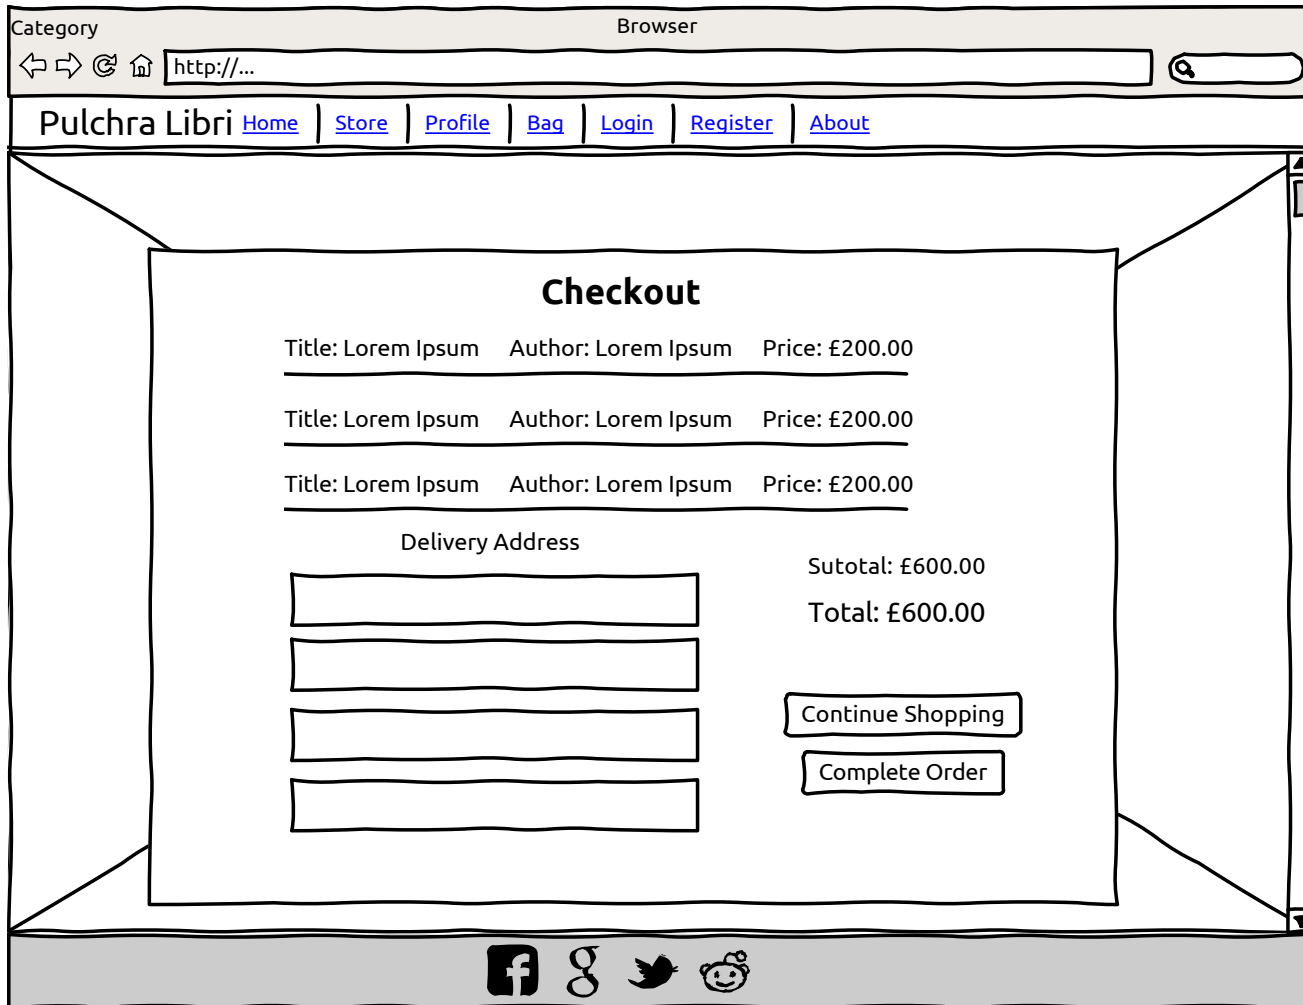 Category
Browser
http://...
Pulchra Libri Home Store Profile Bag Login Register About
Checkout
Title: Lorem Ipsum Author: Lorem Ipsum Price: £200.00
Title: Lorem Ipsum Author: Lorem Ipsum Price: £200.00
Title: Lorem Ipsum Author: Lorem Ipsum Price: £200.00
Delivery Address
Sutotal: £600.00
Total: £600.00
Continue Shopping
Complete Order